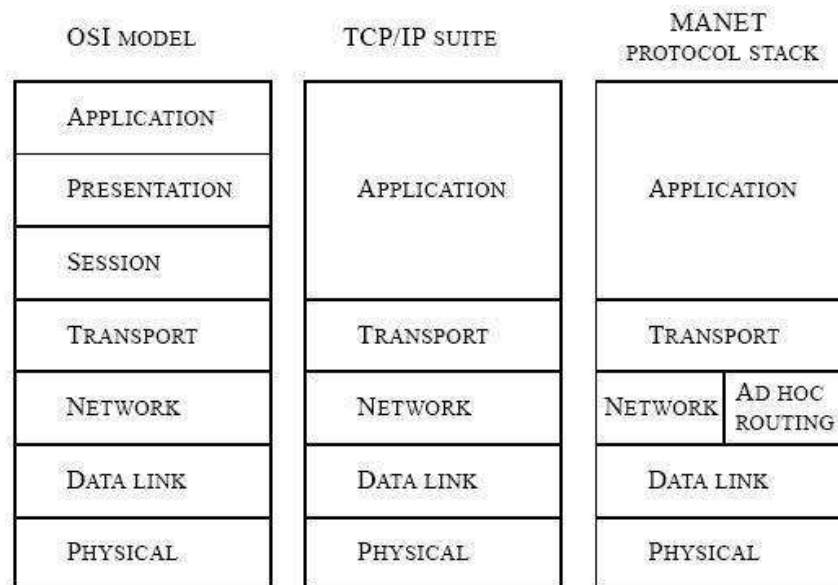 OSI MODEL
TCP/IP SUITE
MANET
PROTOCOL STACK
APPLICATION
PRESENTATION
SESSION
TRANSPORT
NETWORK
DATA LINK
PHYSICAL
APPLICATION
TRANSPORT
NETWORK
DATA LINK
PHYSICAL
APPLICATION
TRANSPORT
NETWORK
AD HOC
ROUTING
DATA LINK
PHYSICAL